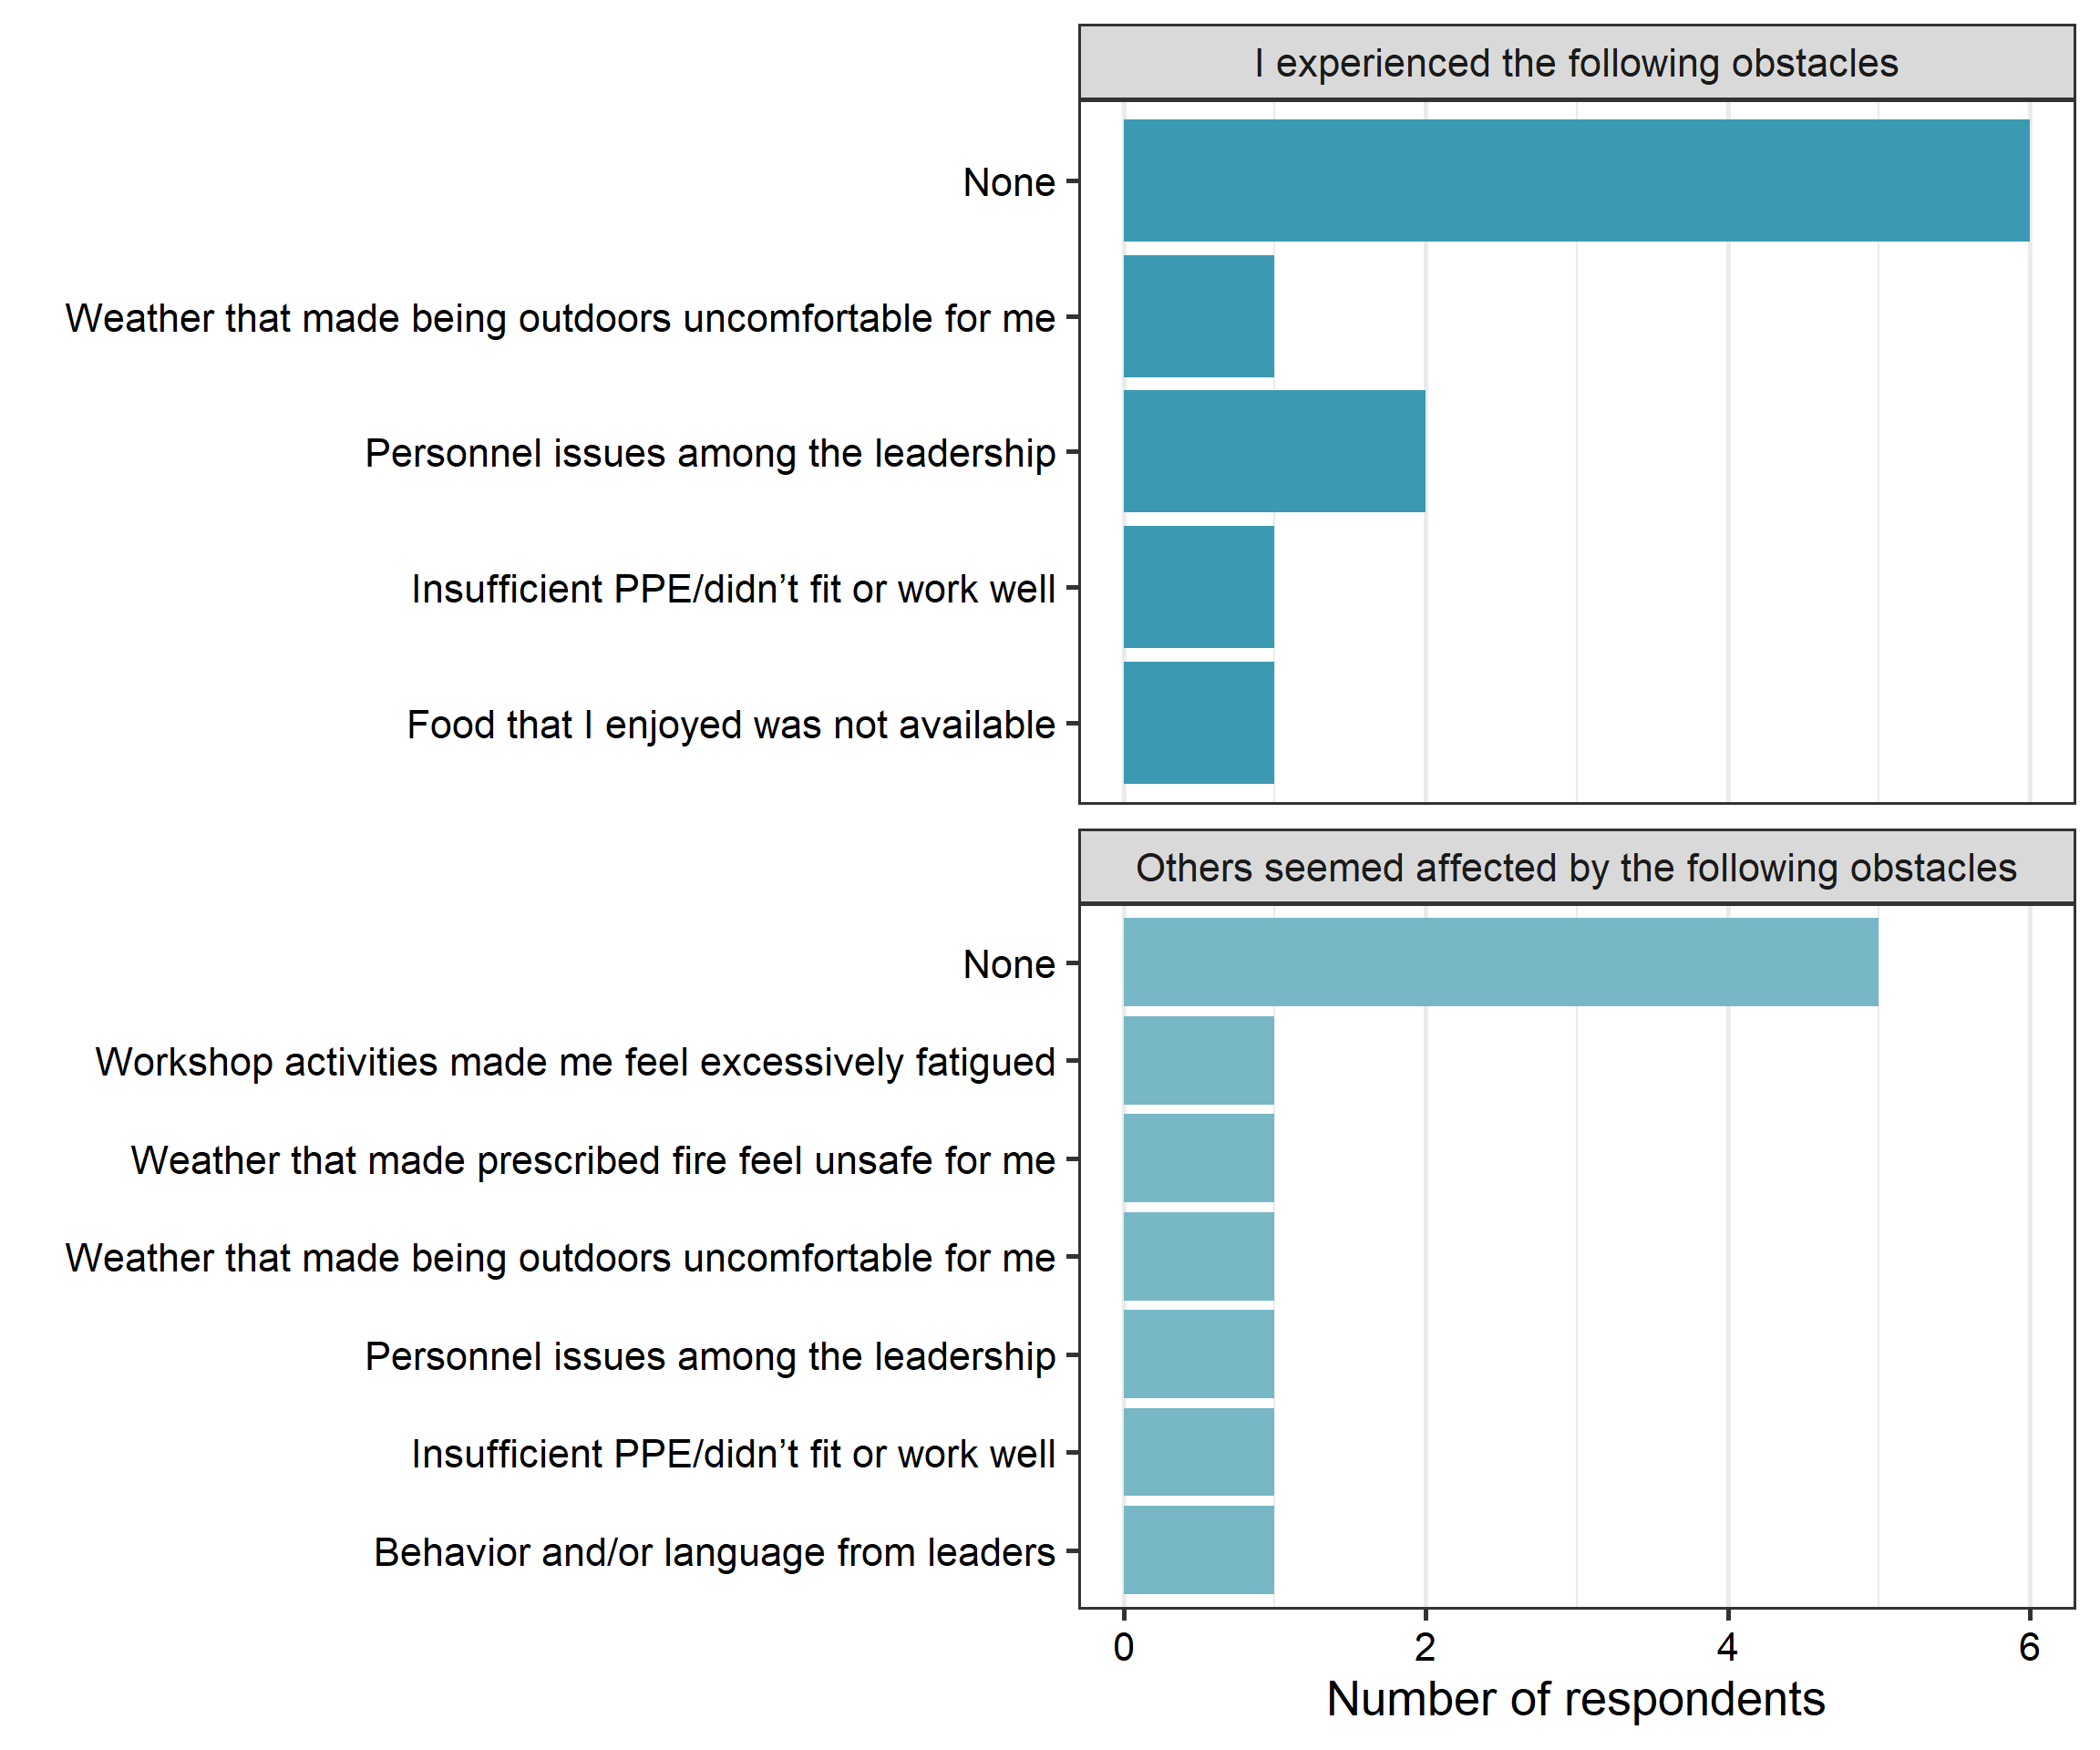 I experienced the following obstacles
None
Weather that made being outdoors uncomfortable for me
Personnel issues among the leadership
Insufficient PPE/didn’t fit or work well
Food that I enjoyed was not available
Others seemed affected by the following obstacles
None
Workshop activities made me feel excessively fatigued
Weather that made prescribed fire feel unsafe for me
Weather that made being outdoors uncomfortable for me
Personnel issues among the leadership
Insufficient PPE/didn’t fit or work well
Behavior and/or language from leaders
0 2 4 6
Number of respondents